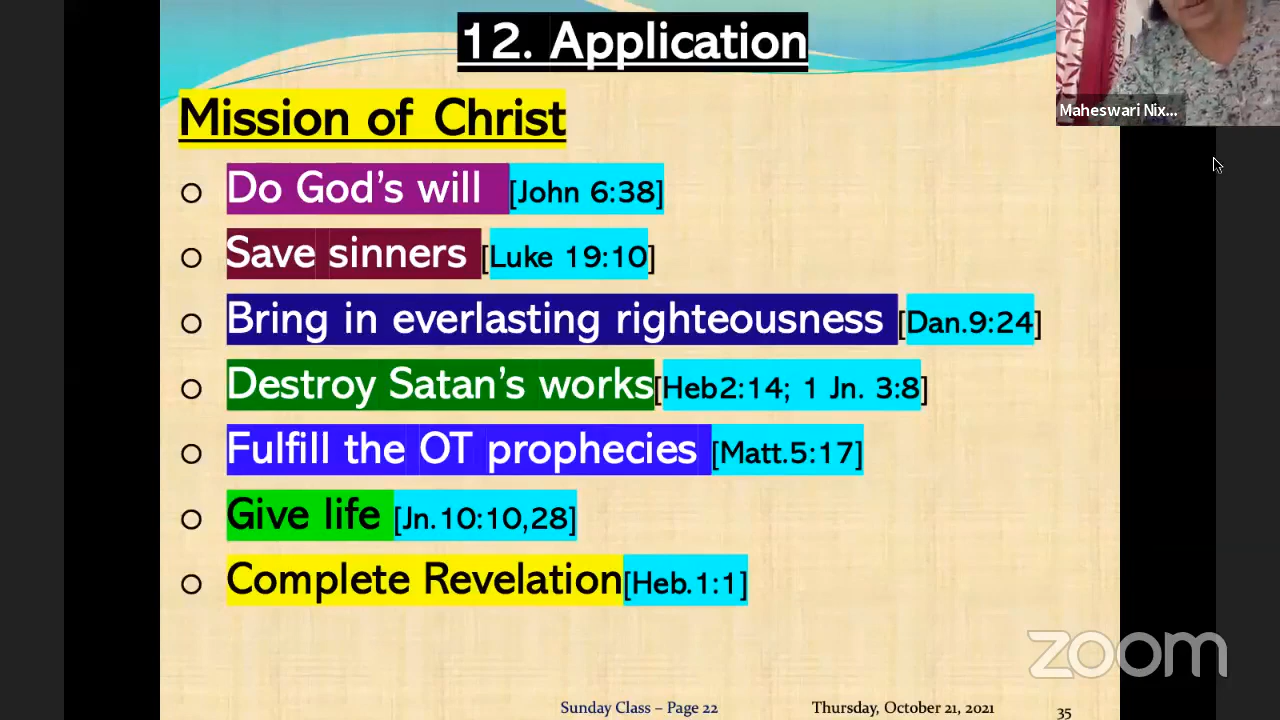 12. Application
Maheswari Nix...
Mission of Christ
Do God's will [John 6:38]
Save sinners [Luke 19:10]
Bring in everlasting righteousness [Dan.9:24]
Destroy Satan's works[Heb2:14; 1 Jn. 3:8]
Fulfill the OT prophecies [Matt.5:17]
Give life [Jn.10:10,28]
Complete Revelation[Heb.1:1]
zoom
Sunday Class – Page 22 Thursday, October 21, 2021 35